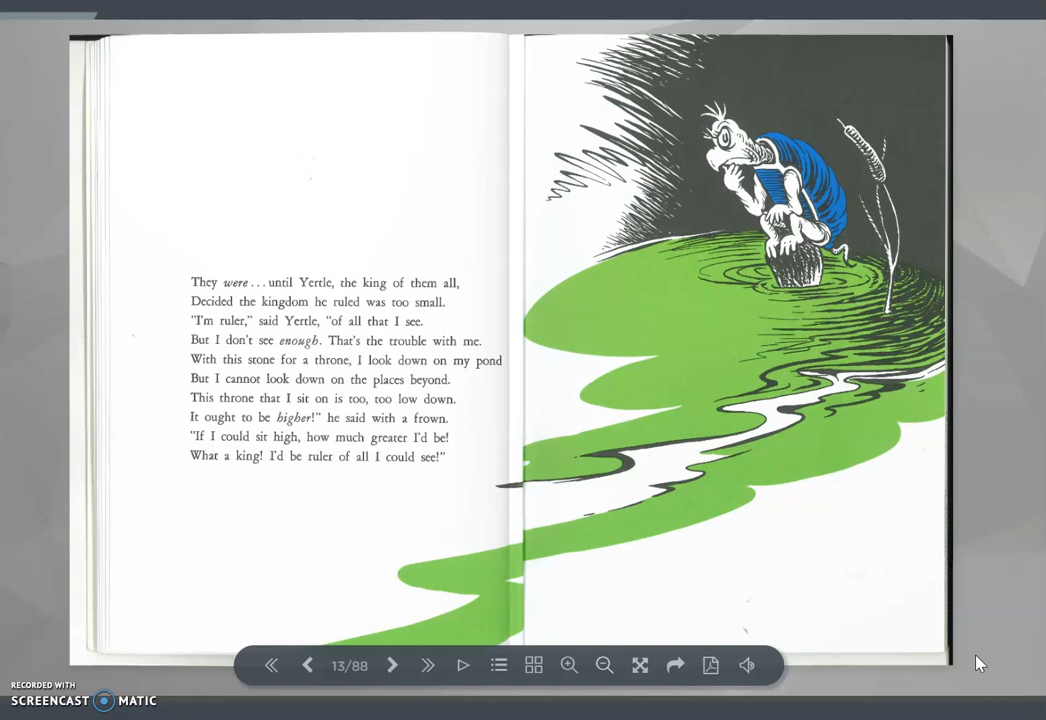 They were . . . until Yertle, the king of them all,
Decided the kingdom he ruled was too small.
"I'm ruler," said Yertle, "of all that I see.
But I don't see enough. That's the trouble with me.
With this stone for a throne, I look down on my pond
But I cannot look down on the places beyond.
This throne that I sit on is too, too low down.
It ought to be higher!" he said with a frown.
"If I could sit high, how much greater I'd be!
What a king! I'd be ruler of all I could see!"
13/88
RECORDED WITH
SCREENCAST MATIC